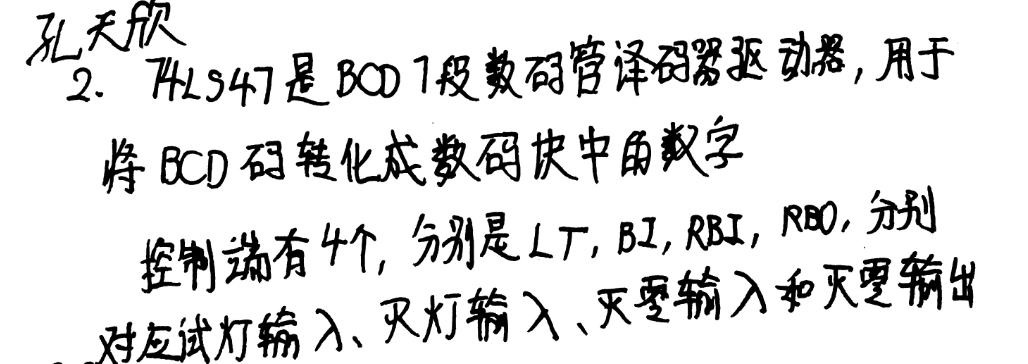 孔天欣
2. 74LS47是BCD 7段数码管译码器驱动器，用于
将BCD码转化成数码块中的数字
控制端有4个，分别是LT，BI，RBI，RBO，分别
对应试灯输入、灭灯输入、灭零输入和灭零输出